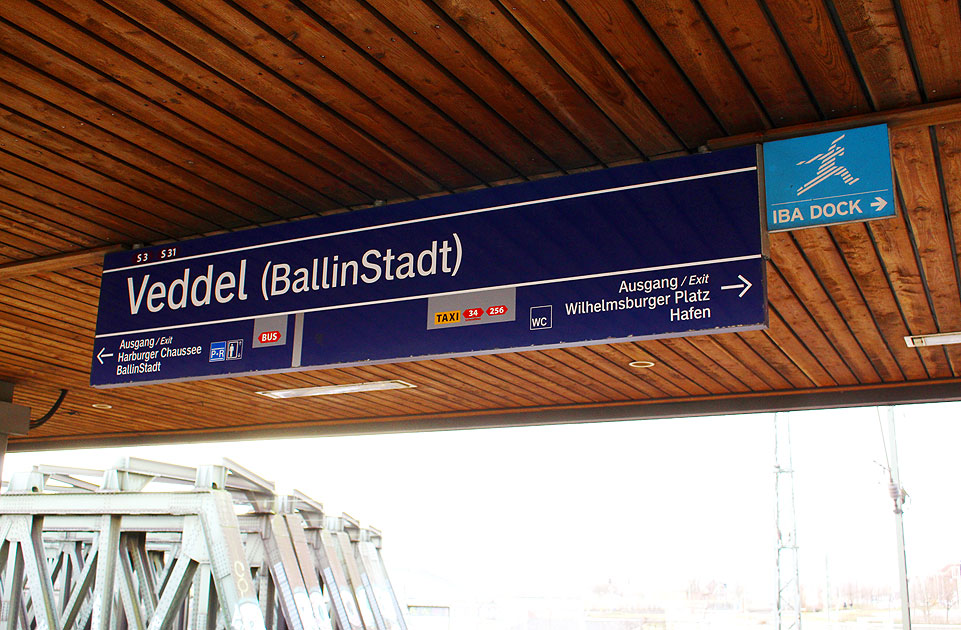 S3 S31
Veddel (BallinStadt)
Ausgang / Exit
Harburger Chaussee
BallinStadt
P+R
BUS
TAXI 34 256
WC
Ausgang / Exit
Wilhelmsburger Platz
Hafen
IBA DOCK